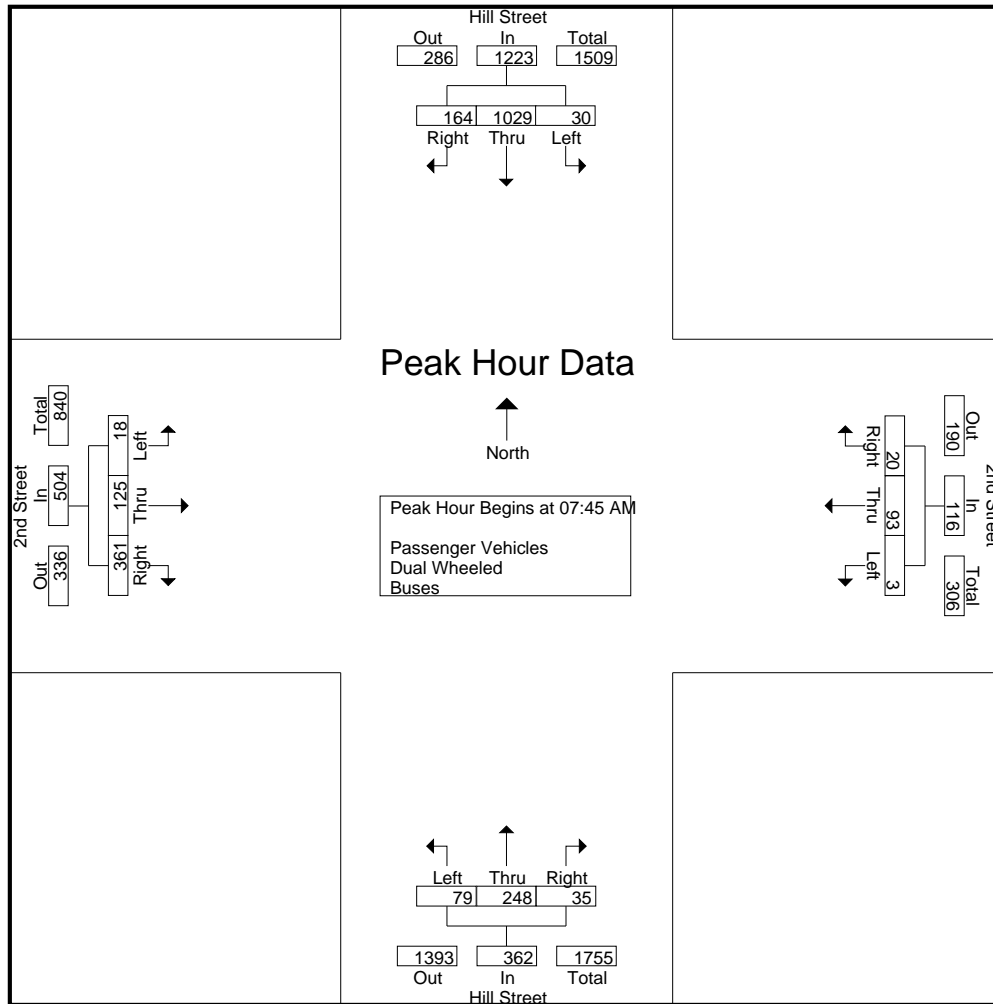 Hill Street
Out In Total
286 1223 1509
164 1029 30
Right Thru Left
Peak Hour Data
North
Peak Hour Begins at 07:45 AM
Passenger Vehicles
Dual Wheeled
Buses
2nd Street
Total In Out
840 504 336
18 125 361
Left Thru Right
2nd Street
Out In Total
190 116 306
20 93 3
Right Thru Left
Left Thru Right
79 248 35
1393 362 1755
Out In Total
Hill Street